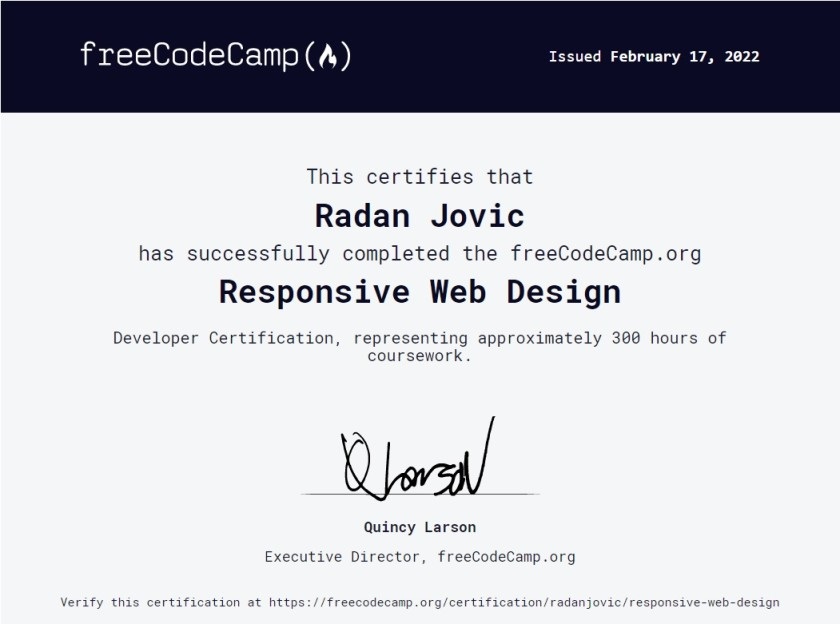 freeCodeCamp
Issued February 17, 2022
This certifies that
Radan Jovic
has successfully completed the freeCodeCamp.org
Responsive Web Design
Developer Certification, representing approximately 300 hours of
coursework.
Q Larson
Quincy Larson
Executive Director, freeCodeCamp.org
Verify this certification at https://freecodecamp.org/certification/radanjovic/responsive-web-design